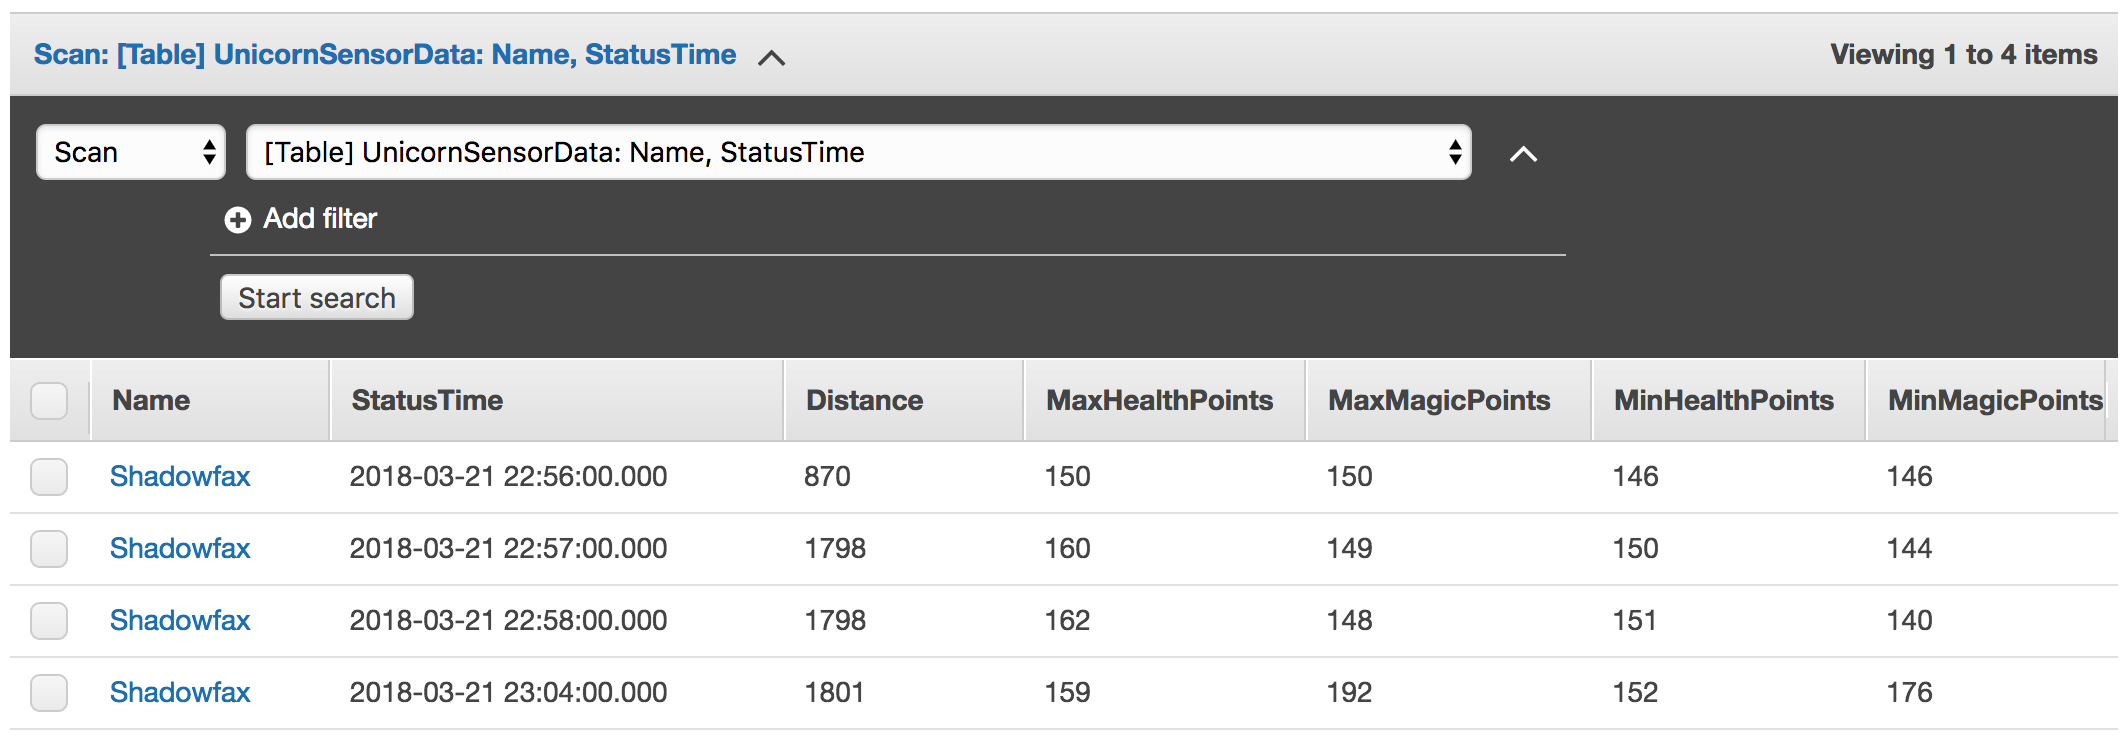 Scan: [Table] UnicornSensorData: Name, StatusTime Viewing 1 to 4 items
Scan [Table] UnicornSensorData: Name, StatusTime
Add filter
Start search
Name StatusTime Distance MaxHealthPoints MaxMagicPoints MinHealthPoints MinMagicPoints
Shadowfax 2018-03-21 22:56:00.000 870 150 150 146 146
Shadowfax 2018-03-21 22:57:00.000 1798 160 149 150 144
Shadowfax 2018-03-21 22:58:00.000 1798 162 148 151 140
Shadowfax 2018-03-21 23:04:00.000 1801 159 192 152 176